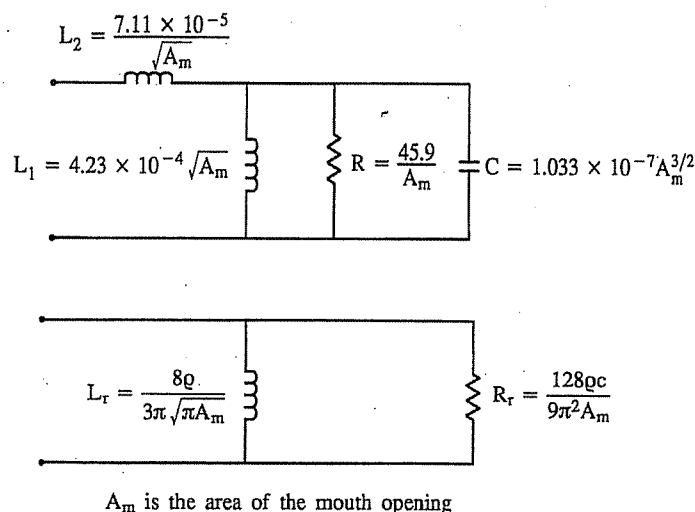 L₂ = 7.11 × 10⁻⁵ / √Aₘ
L₁ = 4.23 × 10⁻⁴ √Aₘ
R = 45.9 / Aₘ
C = 1.033 × 10⁻⁷ Aₘ^3/2
Lᵣ = 8ϱ / 3π √πAₘ
Rᵣ = 128ϱc / 9π²Aₘ
Aₘ is the area of the mouth opening